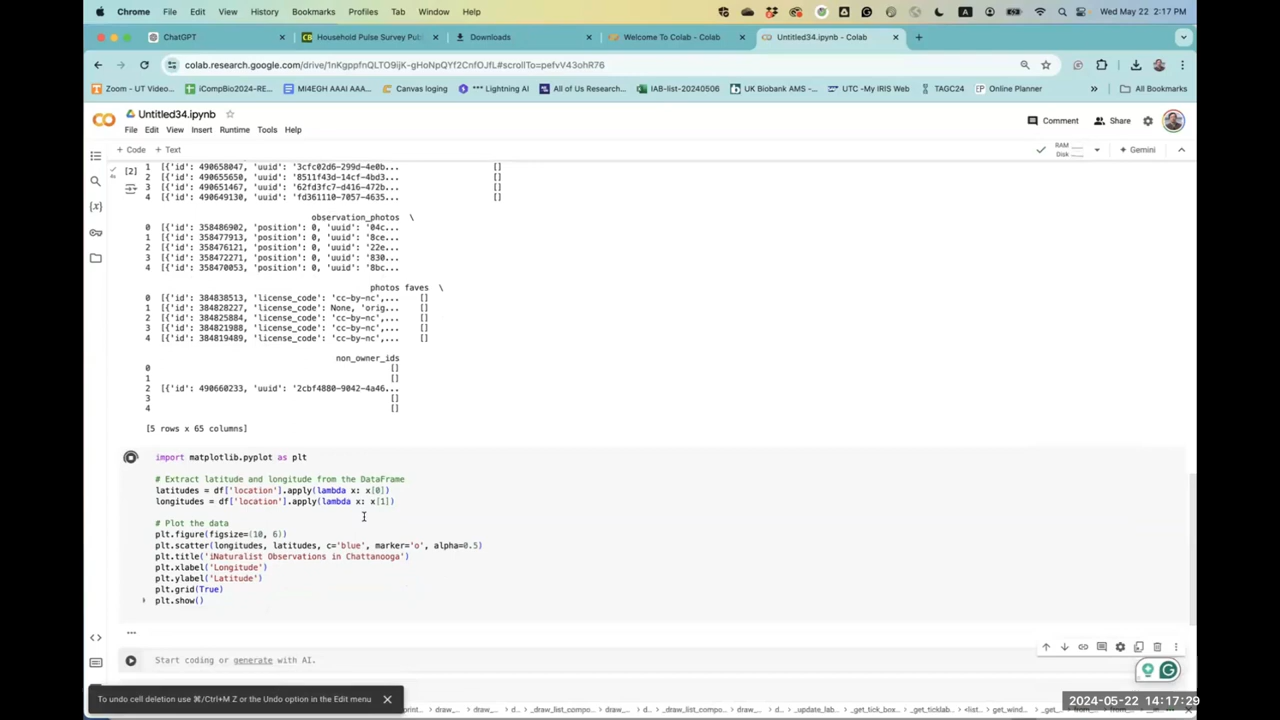 Chrome File Edit View History Bookmarks Profiles Tab Window Help Wed May 22 2:17 PM
ChatGPT Household Pulse Survey Pub Downloads Welcome To Colab - Colab Untitled34.ipynb - Colab
colab.research.google.com/drive/1nKgppfnQLTO9ijK-gHoNpQYf2CnfOJfL#scrollTo=pefvV43ohR76
Zoom - UT Video... iCompBio2024-RE... MI4EGH AAAI AAAI... Canvas loging *** Lightning AI All of Us Research... IAB-list-20240506 UK Biobank AMS -... UTC -My IRIS Web TAGC24 Online Planner » All Bookmarks
Untitled34.ipynb
File Edit View Insert Runtime Tools Help
Comment Share
+ Code + Text
RAM
Disk
Gemini
[2]
1 [{'id': 490658047, 'uuid': '3cfc02d6-299d-4e0b... []
2 [{'id': 490655650, 'uuid': '8511f43d-14cf-4bd3... []
3 [{'id': 490651467, 'uuid': '62fd3fc7-d416-472b... []
4 [{'id': 490649130, 'uuid': 'fd361110-7057-4635... []
observation_photos \
0 [{'id': 358486902, 'position': 0, 'uuid': '04c...
1 [{'id': 358477913, 'position': 0, 'uuid': '8ce...
2 [{'id': 358476121, 'position': 0, 'uuid': '22e...
3 [{'id': 358472271, 'position': 0, 'uuid': '830...
4 [{'id': 358470053, 'position': 0, 'uuid': '8bc...
photos faves \
0 [{'id': 384838513, 'license_code': 'cc-by-nc',... []
1 [{'id': 384828227, 'license_code': None, 'orig... []
2 [{'id': 384825884, 'license_code': 'cc-by-nc',... []
3 [{'id': 384821988, 'license_code': 'cc-by-nc',... []
4 [{'id': 384819489, 'license_code': 'cc-by-nc',... []
non_owner_ids
0 []
1 []
2 [{'id': 490660233, 'uuid': '2cbf4880-9042-4a46...
3 []
4 []
[5 rows x 65 columns]
import matplotlib.pyplot as plt
# Extract latitude and longitude from the DataFrame
latitudes = df['location'].apply(lambda x: x[0])
longitudes = df['location'].apply(lambda x: x[1])
# Plot the data
plt.figure(figsize=(10, 6))
plt.scatter(longitudes, latitudes, c='blue', marker='o', alpha=0.5)
plt.title('iNaturalist Observations in Chattanooga')
plt.xlabel('Longitude')
plt.ylabel('Latitude')
plt.grid(True)
plt.show()
...
Start coding or generate with AI.
To undo cell deletion use ⌘/Ctrl+M Z or the Undo option in the Edit menu
draw_... draw_... _draw_list_compo... draw_... _draw_list_compo... draw_... d... _update_lab... _get_tick_box... _get_ticklab... <list... get_wind...
2024-05-22 14:17:29